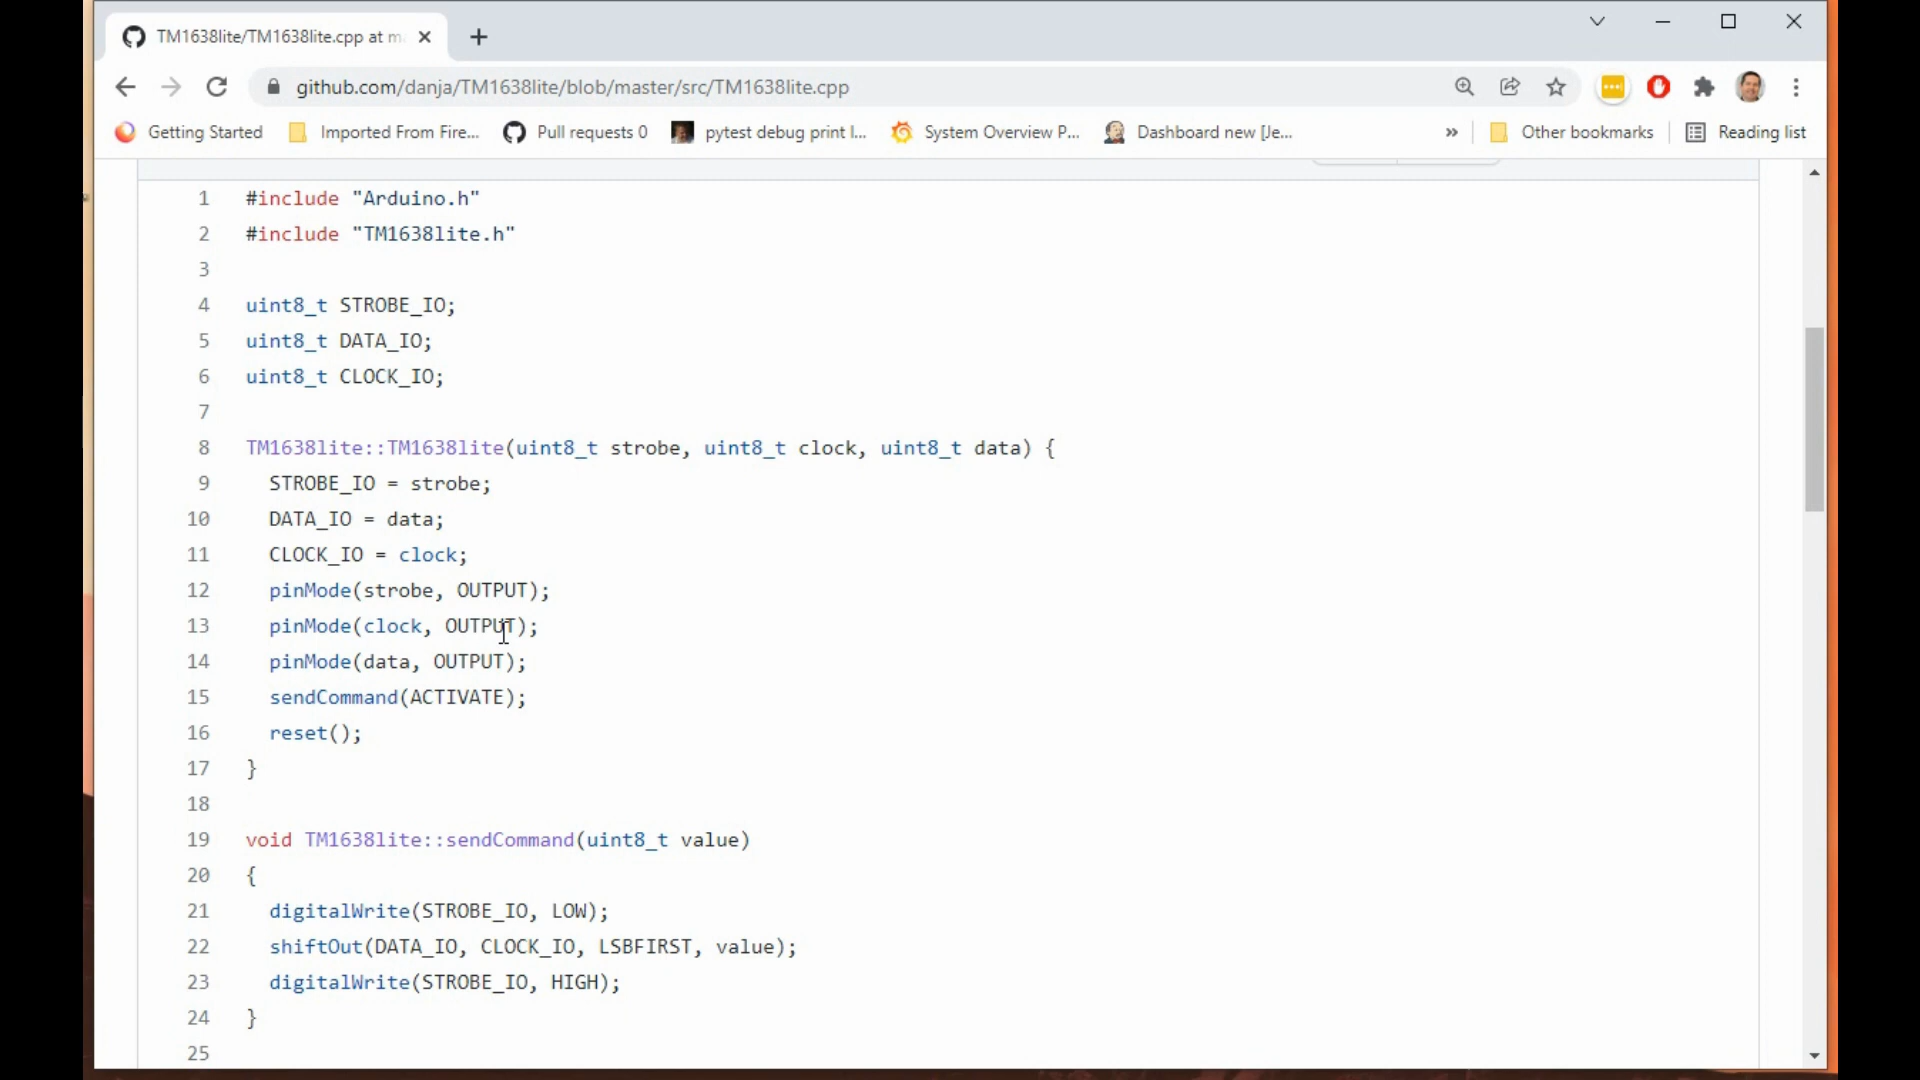 TM1638lite/TM1638lite.cpp at m
github.com/danja/TM1638lite/blob/master/src/TM1638lite.cpp
Getting Started Imported From Fire... Pull requests 0 pytest debug print l... System Overview P... Dashboard new [Je... » Other bookmarks Reading list
1 #include "Arduino.h"
2 #include "TM1638lite.h"
3
4 uint8_t STROBE_IO;
5 uint8_t DATA_IO;
6 uint8_t CLOCK_IO;
7
8 TM1638lite::TM1638lite(uint8_t strobe, uint8_t clock, uint8_t data) {
9 STROBE_IO = strobe;
10 DATA_IO = data;
11 CLOCK_IO = clock;
12 pinMode(strobe, OUTPUT);
13 pinMode(clock, OUTPUT);
14 pinMode(data, OUTPUT);
15 sendCommand(ACTIVATE);
16 reset();
17 }
18
19 void TM1638lite::sendCommand(uint8_t value)
20 {
21 digitalWrite(STROBE_IO, LOW);
22 shiftOut(DATA_IO, CLOCK_IO, LSBFIRST, value);
23 digitalWrite(STROBE_IO, HIGH);
24 }
25